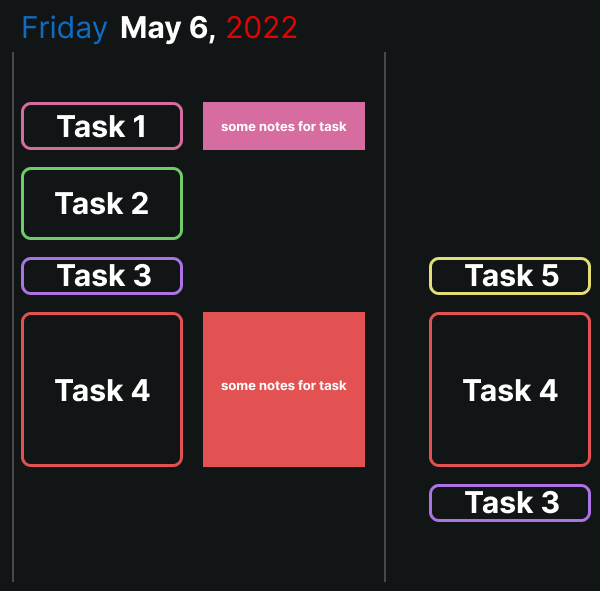 Friday May 6, 2022
Task 1
some notes for task
Task 2
Task 3
Task 4
some notes for task
Task 5
Task 4
Task 3